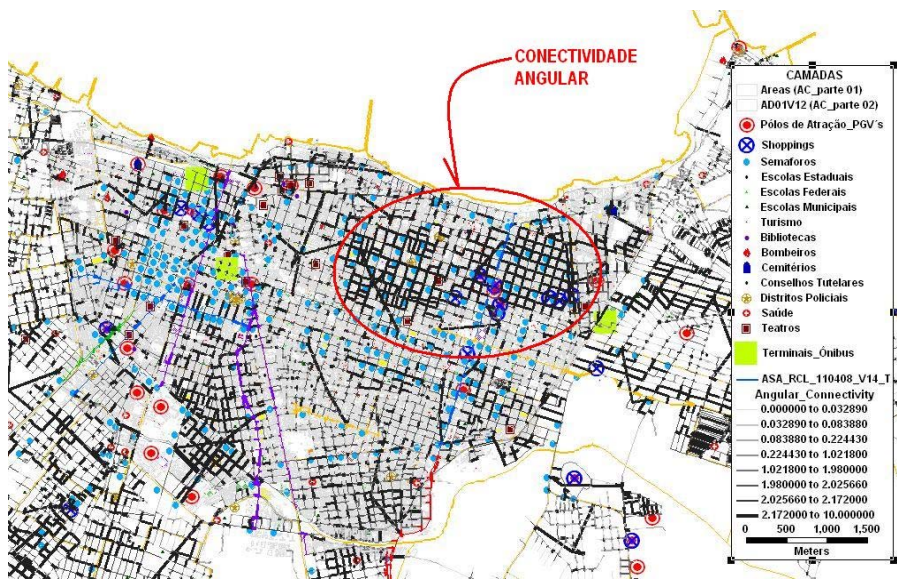 CONECTIVIDADE
ANGULAR
CAMADAS
Areas (AC_parte 01)
AD01V12 (AC_parte 02)
Pólos de Atração_PGV's
Shoppings
Semaforos
Escolas Estaduais
Escolas Federais
Escolas Municipais
Turismo
Bibliotecas
Bombeiros
Cemitérios
Conselhos Tutelares
Distritos Policiais
Saúde
Teatros
Terminais_Ônibus
ASA_RCL_110408_V14_T
Angular_Connectivity
0.000000 to 0.032890
0.032890 to 0.083880
0.083880 to 0.224430
0.224430 to 1.021800
1.021800 to 1.980000
1.980000 to 2.025660
2.025660 to 2.172000
2.172000 to 10.000000
0 500 1,000 1,500
Meters